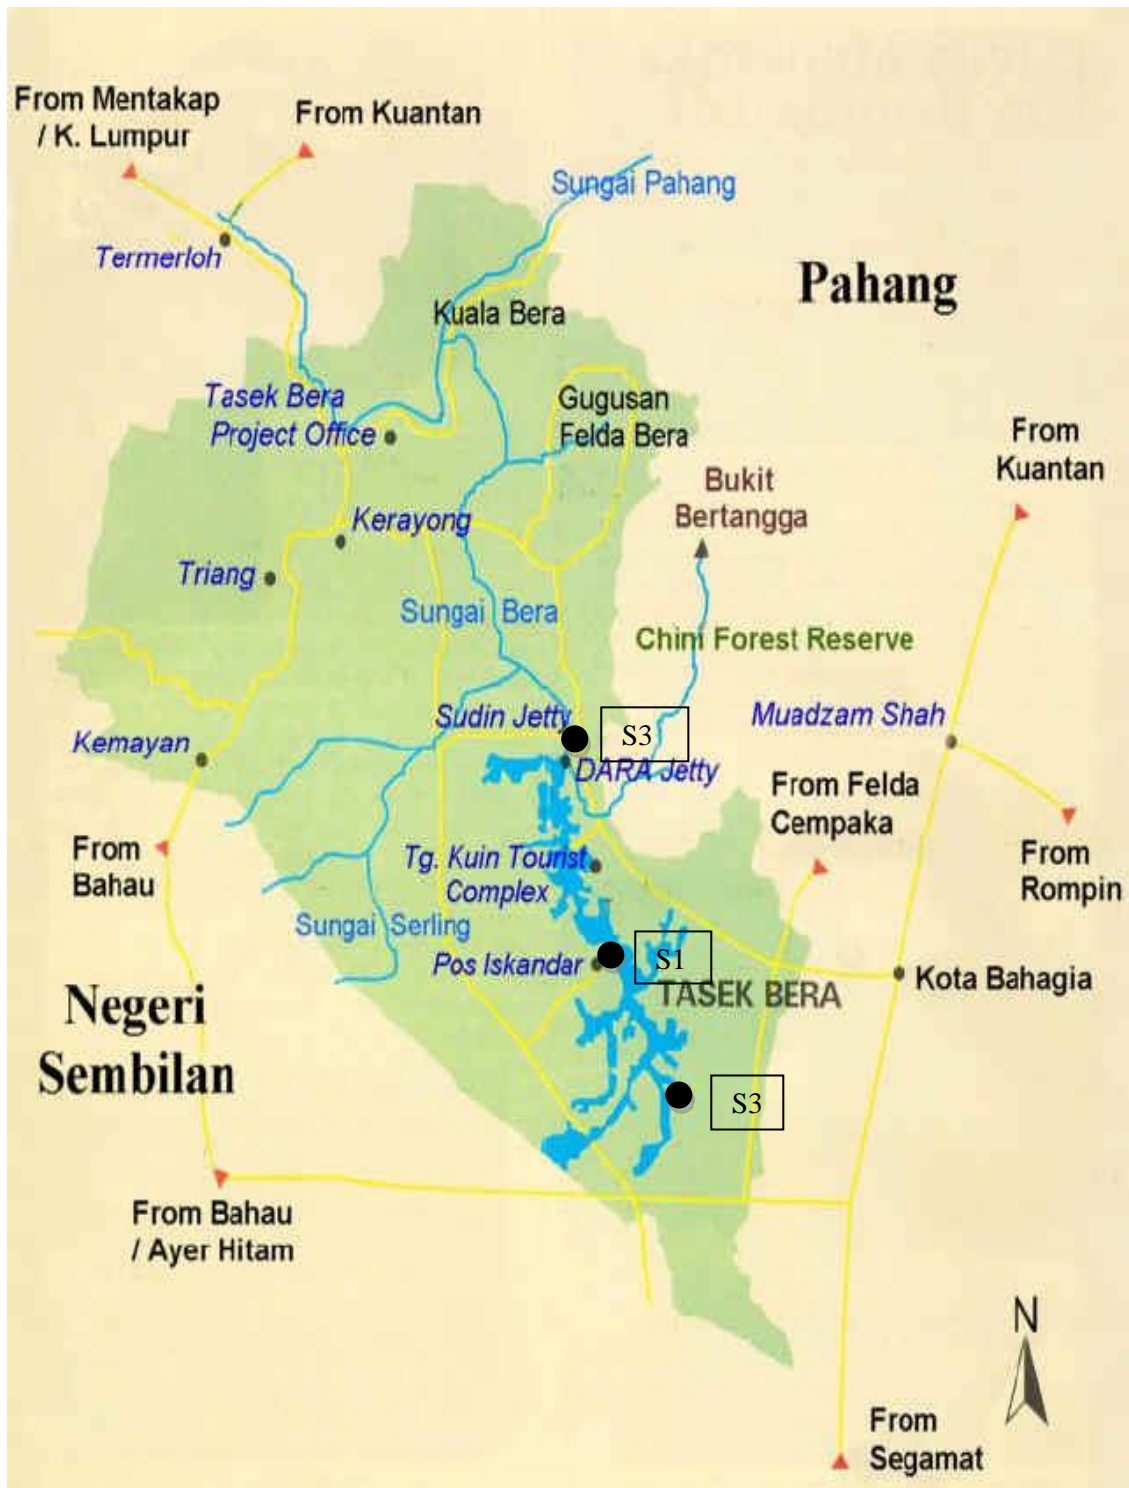 From Mentakap
/ K. Lumpur
From Kuantan
Sungai Pahang
Termerloh
Pahang
Kuala Bera
Tasek Bera
Project Office
Gugusan
Felda Bera
From
Kuantan
Bukit
Bertangga
Kerayong
Triang
Sungai Bera
Chini Forest Reserve
Sudin Jetty
S3
Muadzam Shah
Kemayan
DARA Jetty
From Felda
Cempaka
From
Bahau
Tg. Kuin Tourist
Complex
From
Rompin
Sungai Serling
Pos Iskandar
S1
TASEK BERA
Kota Bahagia
Negeri
Sembilan
S3
From Bahau
/ Ayer Hitam
N
From
Segamat